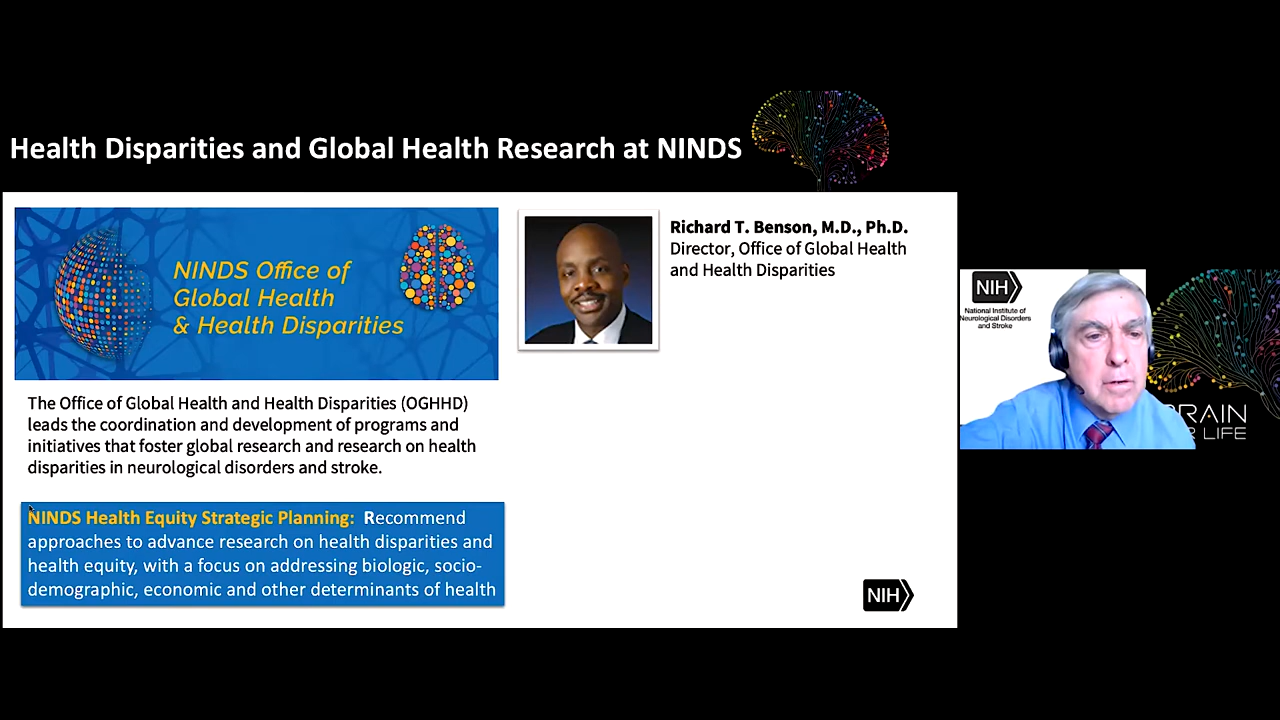 Health Disparities and Global Health Research at NINDS
NINDS Office of
Global Health
& Health Disparities
Richard T. Benson, M.D., Ph.D.
Director, Office of Global Health
and Health Disparities
The Office of Global Health and Health Disparities (OGHHD)
leads the coordination and development of programs and
initiatives that foster global research and research on health
disparities in neurological disorders and stroke.
NINDS Health Equity Strategic Planning: Recommend
approaches to advance research on health disparities and
health equity, with a focus on addressing biologic, socio-
demographic, economic and other determinants of health
NIH
NIH
National Institute of
Neurological Disorders
and Stroke
LIFE